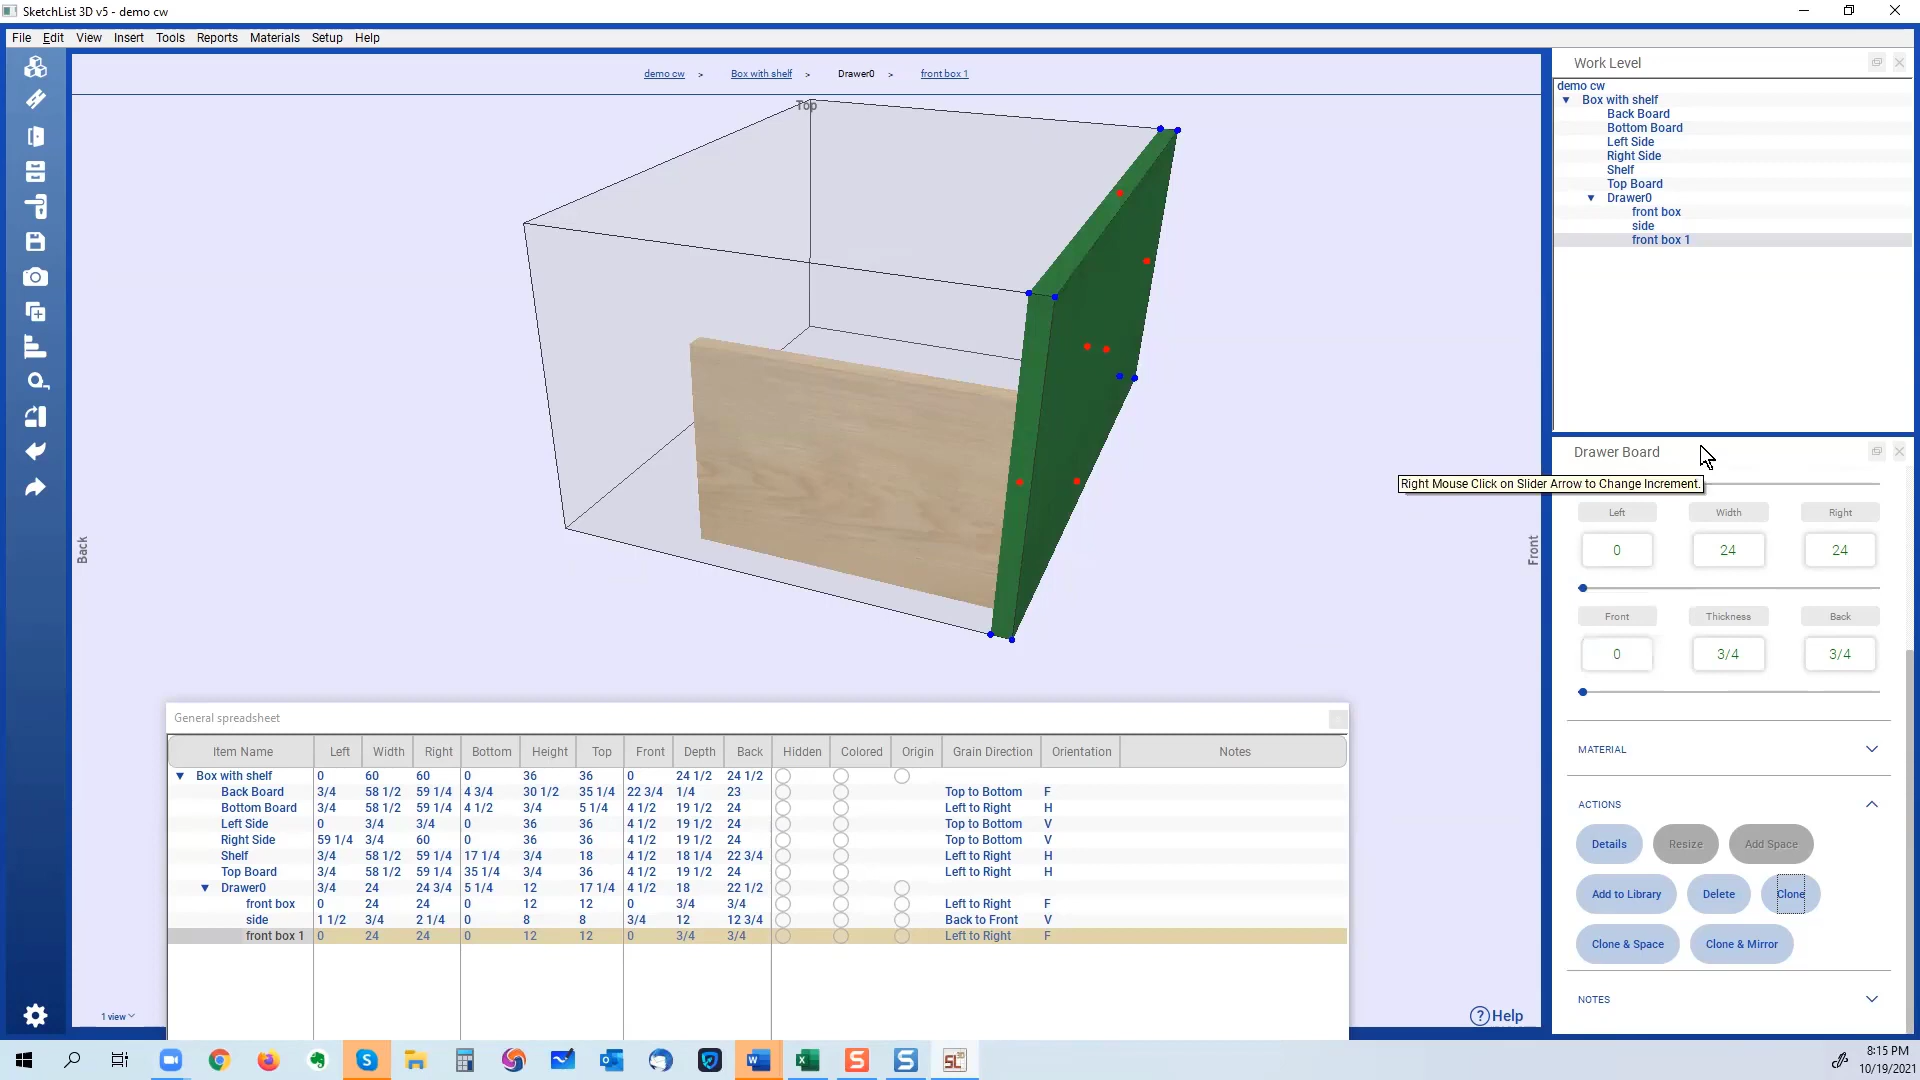 SketchList 3D v5 - demo cw
File Edit View Insert Tools Reports Materials Setup Help
demo cw > Box with shelf > Drawer0 > front box 1
Top
Back
Front
1 view
Help
Work Level
demo cw
Box with shelf
Back Board
Bottom Board
Left Side
Right Side
Shelf
Top Board
Drawer0
front box
side
front box 1
Drawer Board
Right Mouse Click on Slider Arrow to Change Increment.
Left Width Right
0 24 24
Front Thickness Back
0 3/4 3/4
MATERIAL
ACTIONS
Details Resize Add Space
Add to Library Delete Clone
Clone & Space Clone & Mirror
NOTES
General spreadsheet
Item Name Left Width Right Bottom Height Top Front Depth Back Hidden Colored Origin Grain Direction Orientation Notes
Box with shelf 0 60 60 0 36 36 0 24 1/2 24 1/2
Back Board 3/4 58 1/2 59 1/4 4 3/4 30 1/2 35 1/4 22 3/4 1/4 23 Top to Bottom F
Bottom Board 3/4 58 1/2 59 1/4 4 1/2 3/4 5 1/4 4 1/2 19 1/2 24 Left to Right H
Left Side 0 3/4 3/4 0 36 36 4 1/2 19 1/2 24 Top to Bottom V
Right Side 59 1/4 3/4 60 0 36 36 4 1/2 19 1/2 24 Top to Bottom V
Shelf 3/4 58 1/2 59 1/4 17 1/4 3/4 18 4 1/2 18 1/4 22 3/4 Left to Right H
Top Board 3/4 58 1/2 59 1/4 35 1/4 3/4 36 4 1/2 19 1/2 24 Left to Right H
Drawer0 3/4 24 24 3/4 5 1/4 12 17 1/4 4 1/2 18 22 1/2
front box 0 24 24 0 12 12 0 3/4 3/4 Left to Right F
side 1 1/2 3/4 2 1/4 0 8 8 3/4 12 12 3/4 Back to Front V
front box 1 0 24 24 0 12 12 0 3/4 3/4 Left to Right F
8:15 PM
10/19/2021